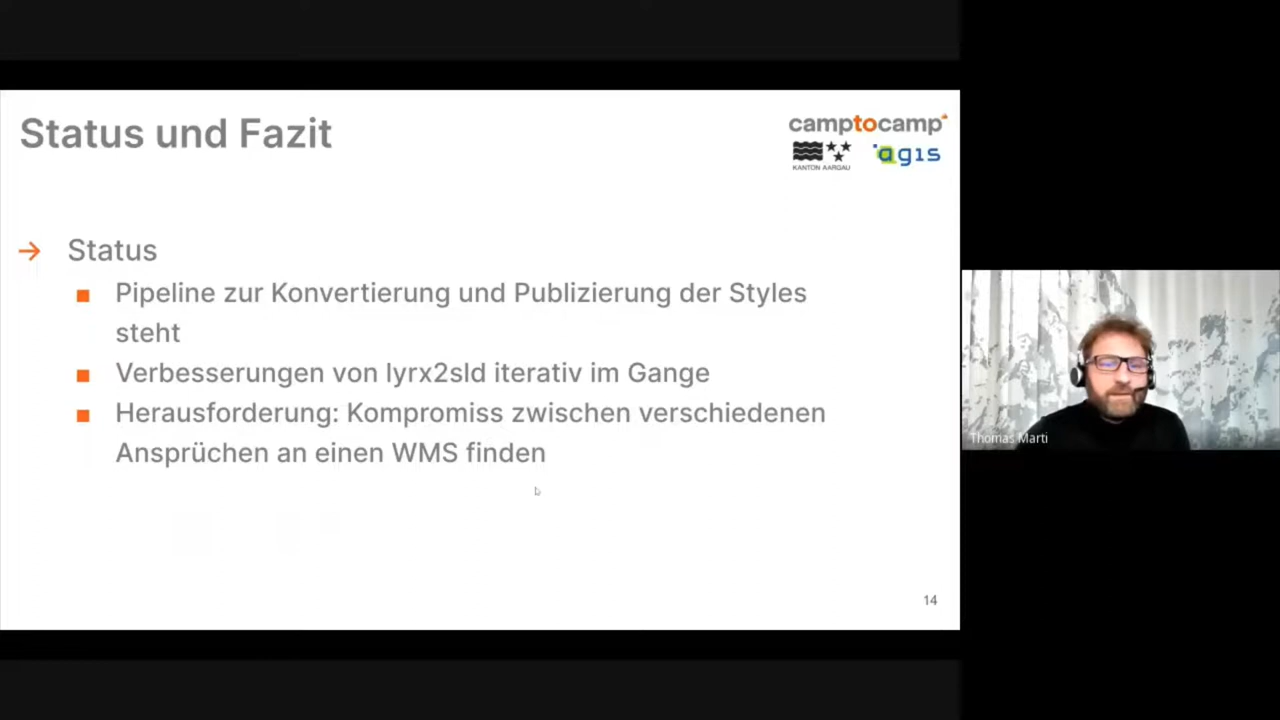 Status und Fazit
camptocamp
KANTON AARGAU
agis
→ Status
■ Pipeline zur Konvertierung und Publizierung der Styles
steht
■ Verbesserungen von lyrx2sld iterativ im Gange
■ Herausforderung: Kompromiss zwischen verschiedenen
Ansprüchen an einen WMS finden
Thomas Marti
14